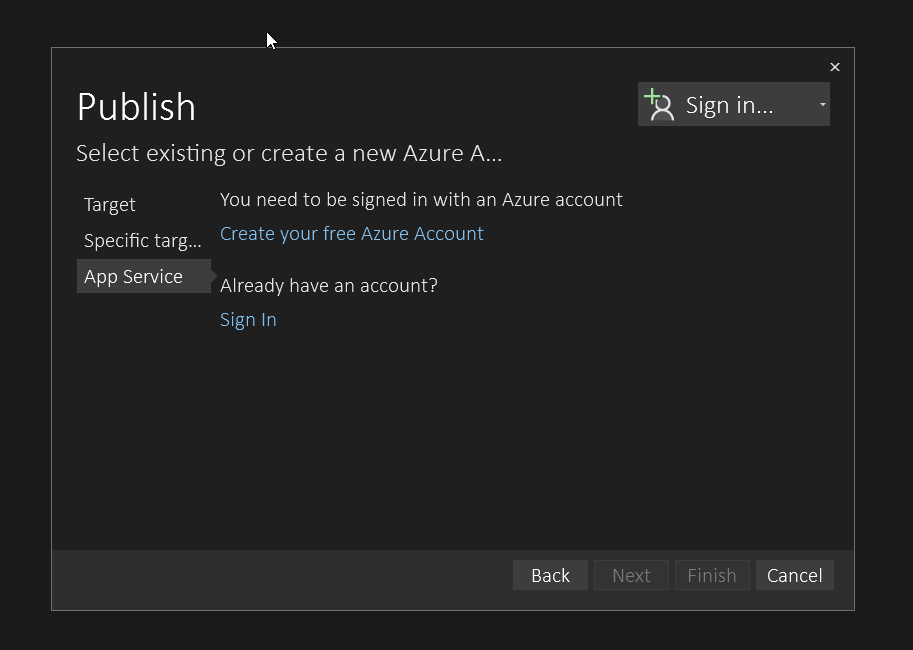 Publish
Sign in...
Select existing or create a new Azure A...
Target
Specific targ...
App Service
You need to be signed in with an Azure account
Create your free Azure Account
Already have an account?
Sign In
Back
Next
Finish
Cancel